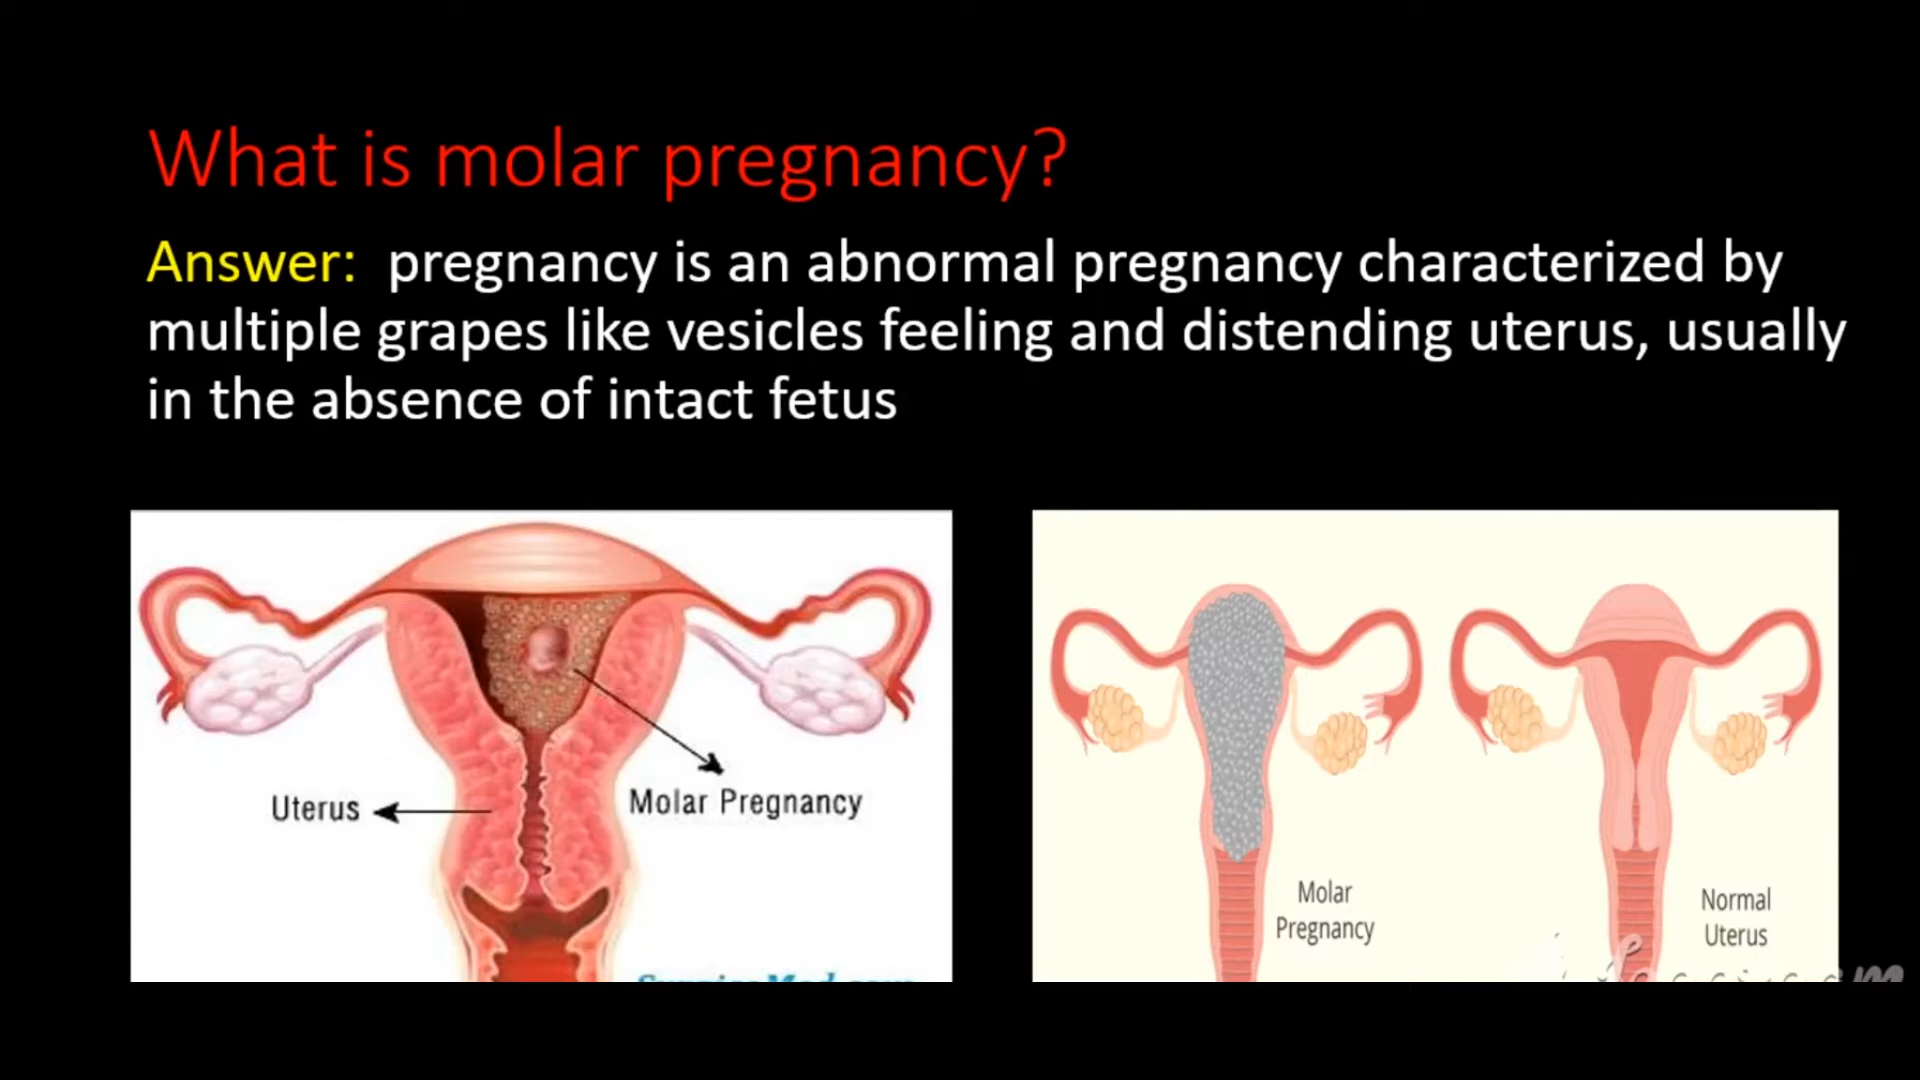 What is molar pregnancy?
Answer: pregnancy is an abnormal pregnancy characterized by
multiple grapes like vesicles feeling and distending uterus, usually
in the absence of intact fetus
Uterus
Molar Pregnancy
Molar
Pregnancy
Normal
Uterus